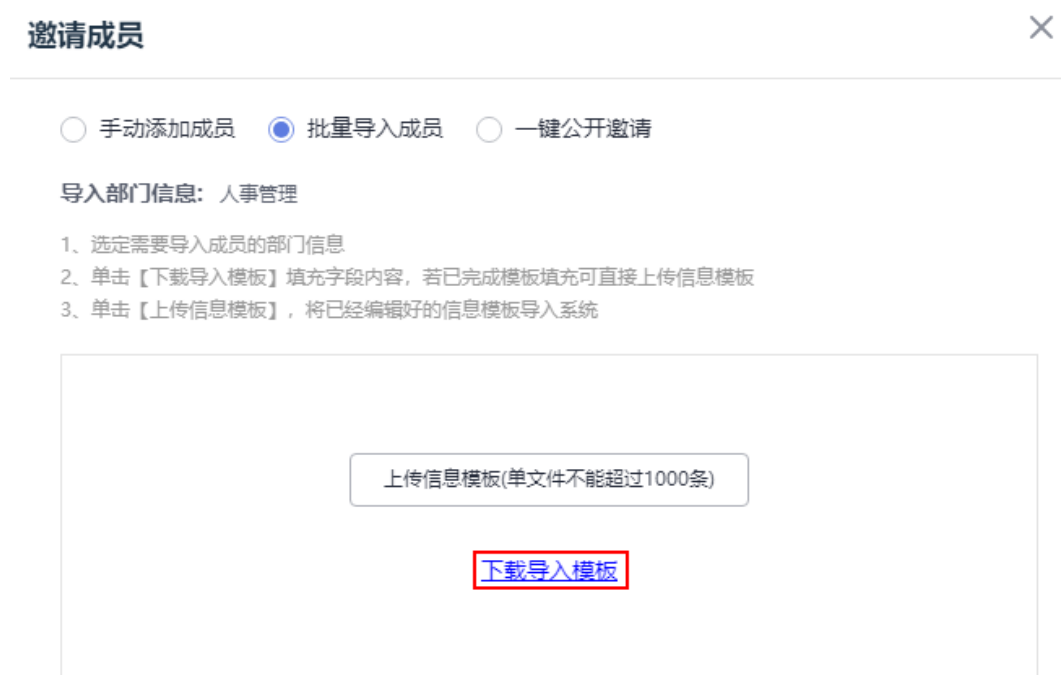 邀请成员
手动添加成员 批量导入成员 一键公开邀请
导入部门信息: 人事管理
1、选定需要导入成员的部门信息
2、单击【下载导入模板】填充字段内容，若已完成模板填充可直接上传信息模板
3、单击【上传信息模板】，将已经编辑好的信息模板导入系统
上传信息模板(单文件不能超过1000条)
下载导入模板